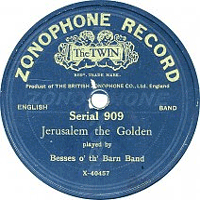 ZONOPHONE RECORD
The TWIN
REGD. TRADE MARK.
Product of THE BRITISH ZONOPHONE CO., Ltd. England
ENGLISH BAND
Serial 909
Jerusalem the Golden
played by
Besses o' th' Barn Band
X-40457